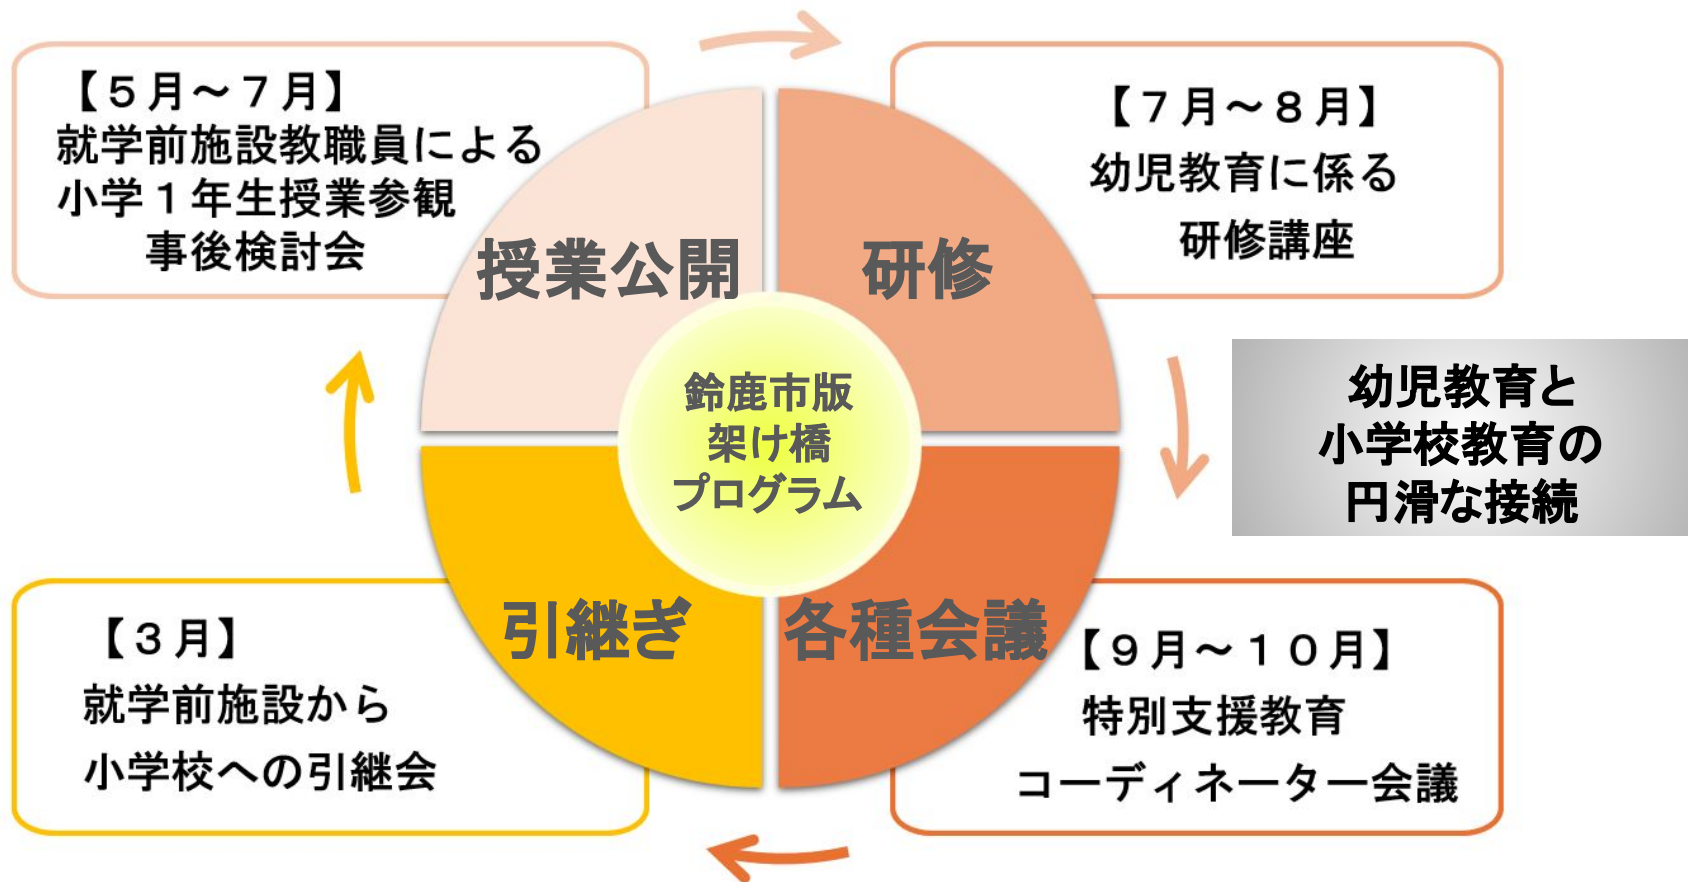 【５月～７月】
就学前施設教職員による
小学１年生授業参観
事後検討会
授業公開
【７月～８月】
幼児教育に係る
研修講座
研修
鈴鹿市版
架け橋
プログラム
幼児教育と
小学校教育の
円滑な接続
【３月】
就学前施設から
小学校への引継会
引継ぎ
各種会議
【９月～１０月】
特別支援教育
コーディネーター会議